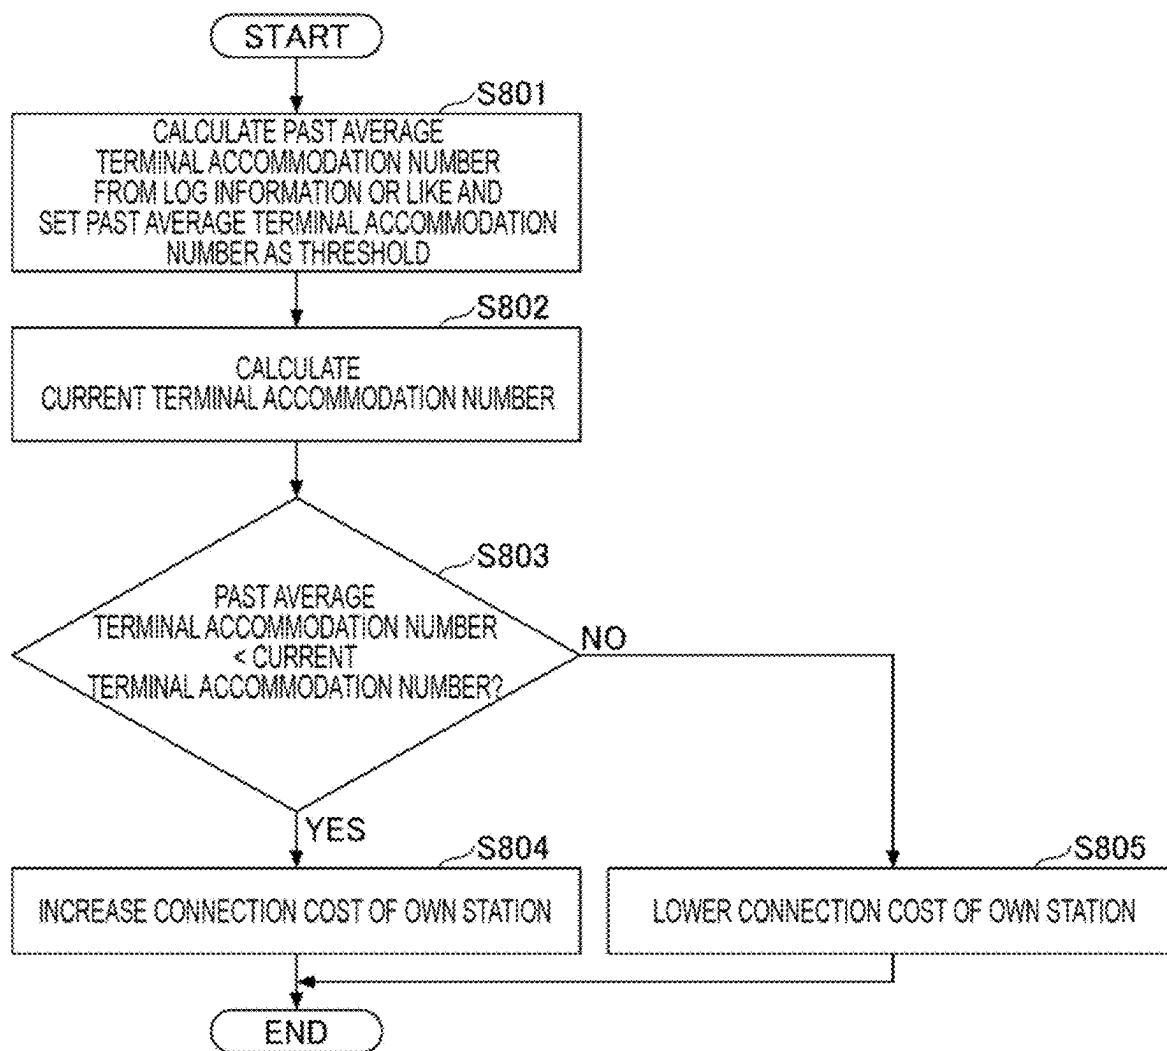 START
S801
CALCULATE PAST AVERAGE
TERMINAL ACCOMMODATION NUMBER
FROM LOG INFORMATION OR LIKE AND
SET PAST AVERAGE TERMINAL ACCOMMODATION
NUMBER AS THRESHOLD
S802
CALCULATE
CURRENT TERMINAL ACCOMMODATION NUMBER
S803
PAST AVERAGE
TERMINAL ACCOMMODATION NUMBER
< CURRENT
TERMINAL ACCOMMODATION NUMBER?
NO
YES
S804
INCREASE CONNECTION COST OF OWN STATION
S805
LOWER CONNECTION COST OF OWN STATION
END